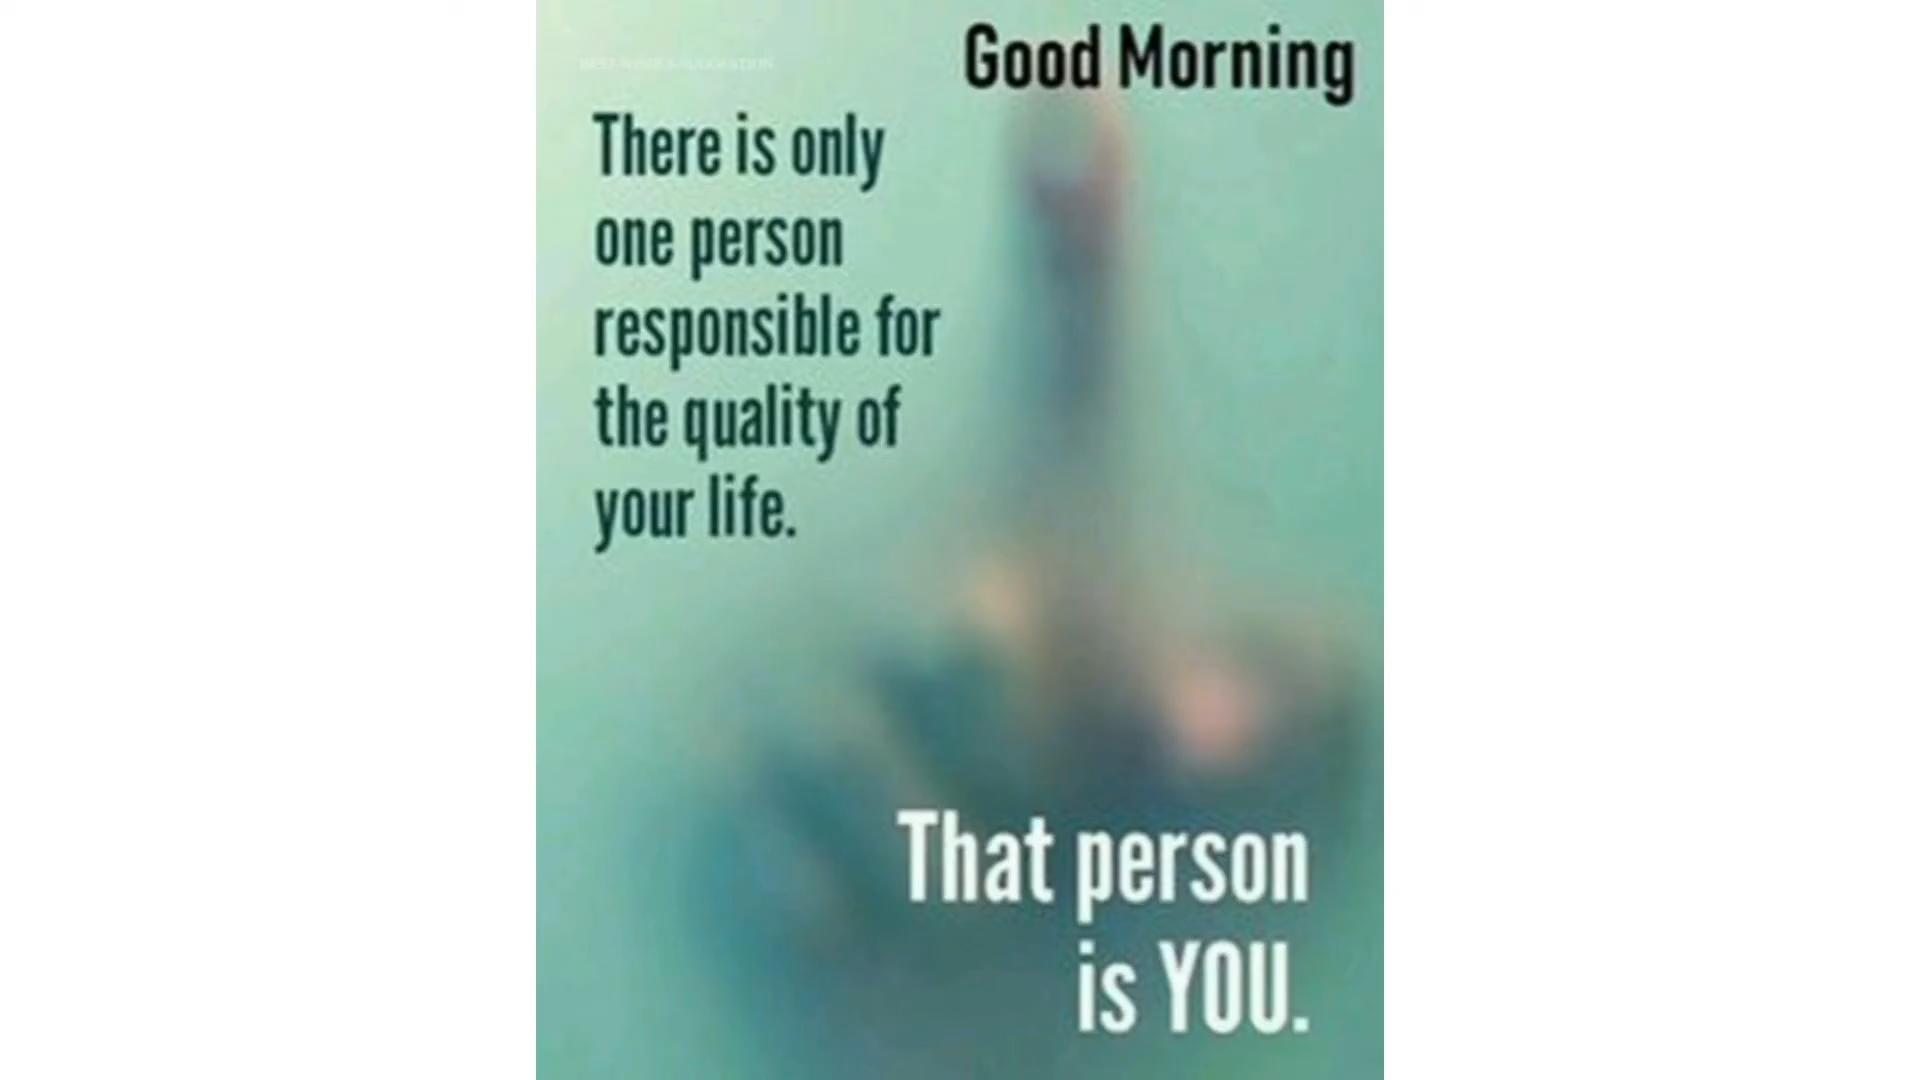 Good Morning
There is only
one person
responsible for
the quality of
your life.
That person
is YOU.